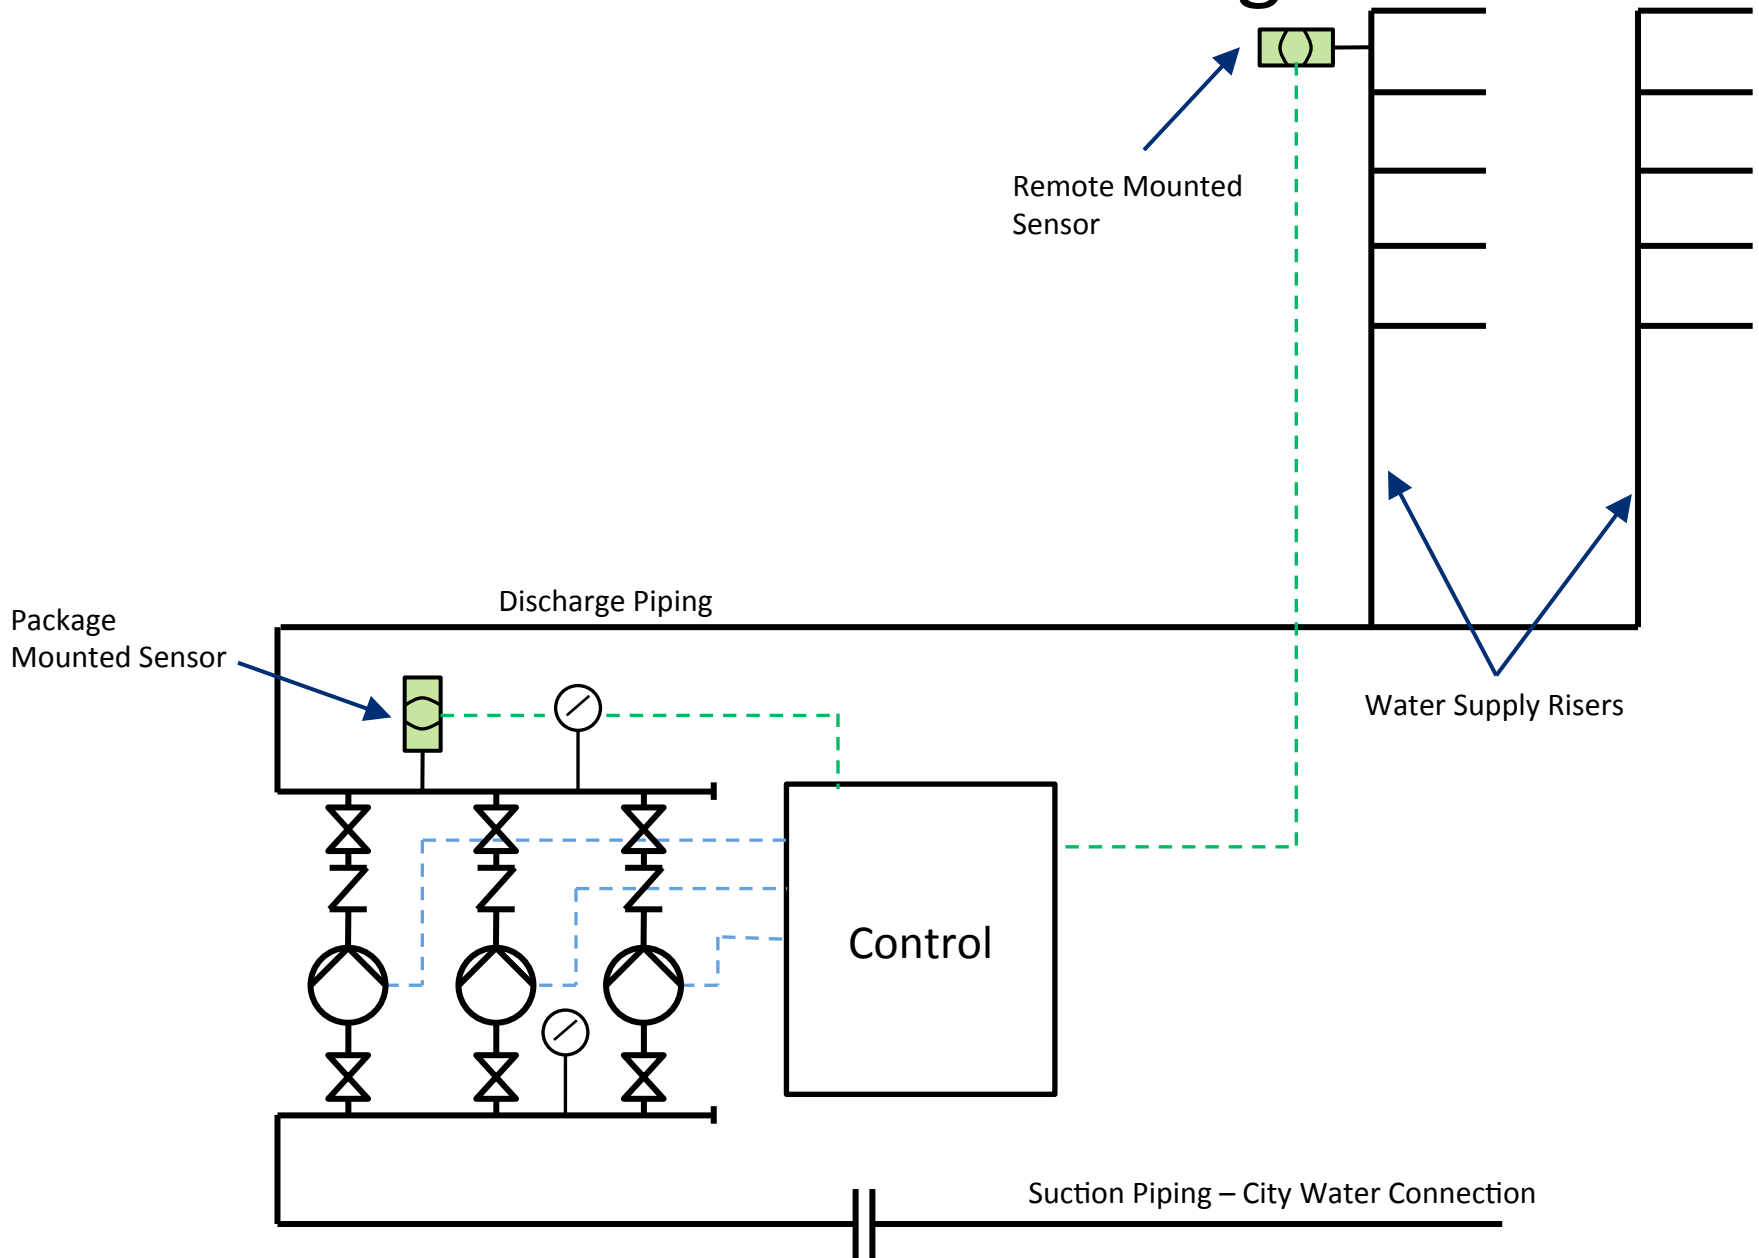 Remote Mounted
Sensor
Discharge Piping
Package
Mounted Sensor
Water Supply Risers
Control
Suction Piping – City Water Connection